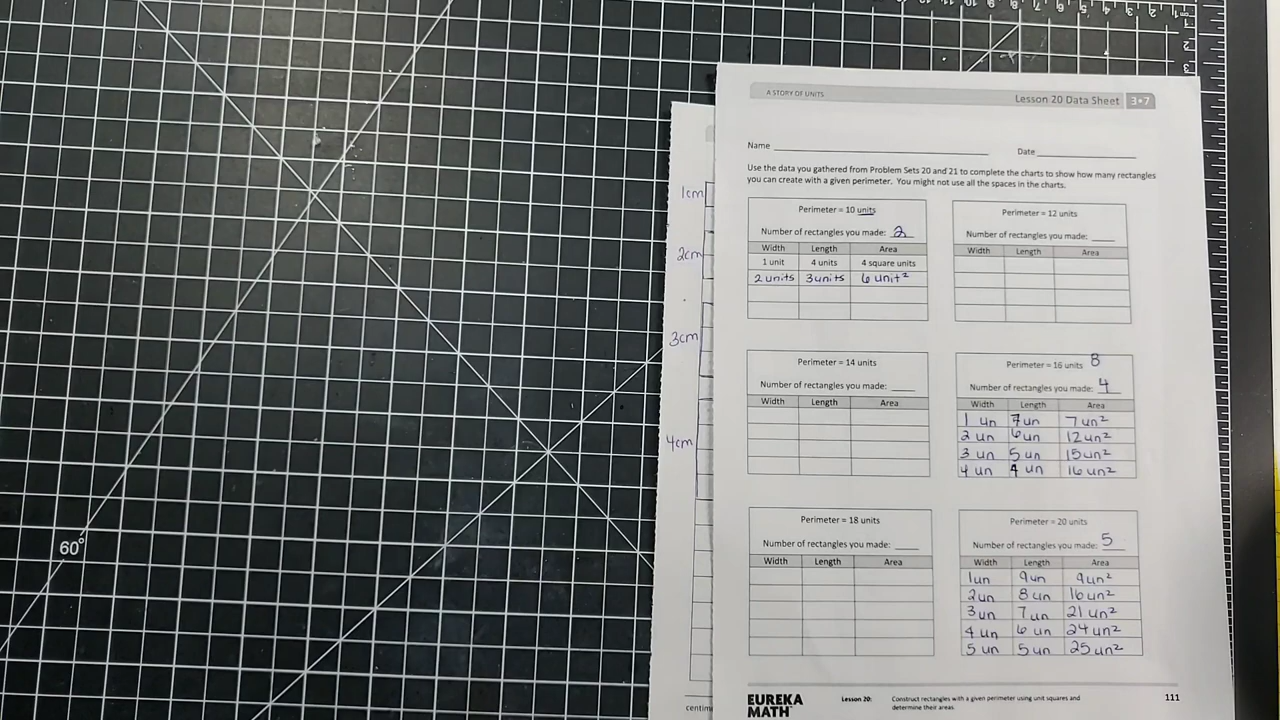 A STORY OF UNITS
Lesson 20 Data Sheet 3•7
Name
Date
Use the data you gathered from Problem Sets 20 and 21 to complete the charts to show how many rectangles
you can create with a given perimeter. You might not use all the spaces in the charts.
Perimeter = 10 units
Number of rectangles you made: 2
Width Length Area
1 unit 4 units 4 square units
2 units 3 units 6 unit²
Perimeter = 12 units
Number of rectangles you made:
Width Length Area
Perimeter = 14 units
Number of rectangles you made:
Width Length Area
Perimeter = 16 units 8
Number of rectangles you made: 4
Width Length Area
1 un 7 un 7 un²
2 un 6 un 12 un²
3 un 5 un 15 un²
4 un 4 un 16 un²
Perimeter = 18 units
Number of rectangles you made:
Width Length Area
Perimeter = 20 units
Number of rectangles you made: 5
Width Length Area
1 un 9 un 9 un²
2 un 8 un 16 un²
3 un 7 un 21 un²
4 un 6 un 24 un²
5 un 5 un 25 un²
EUREKA
MATH
Lesson 20: Construct rectangles with a given perimeter using unit squares and
determine their areas.
111
1cm
2cm
3cm
4cm
centim
60°